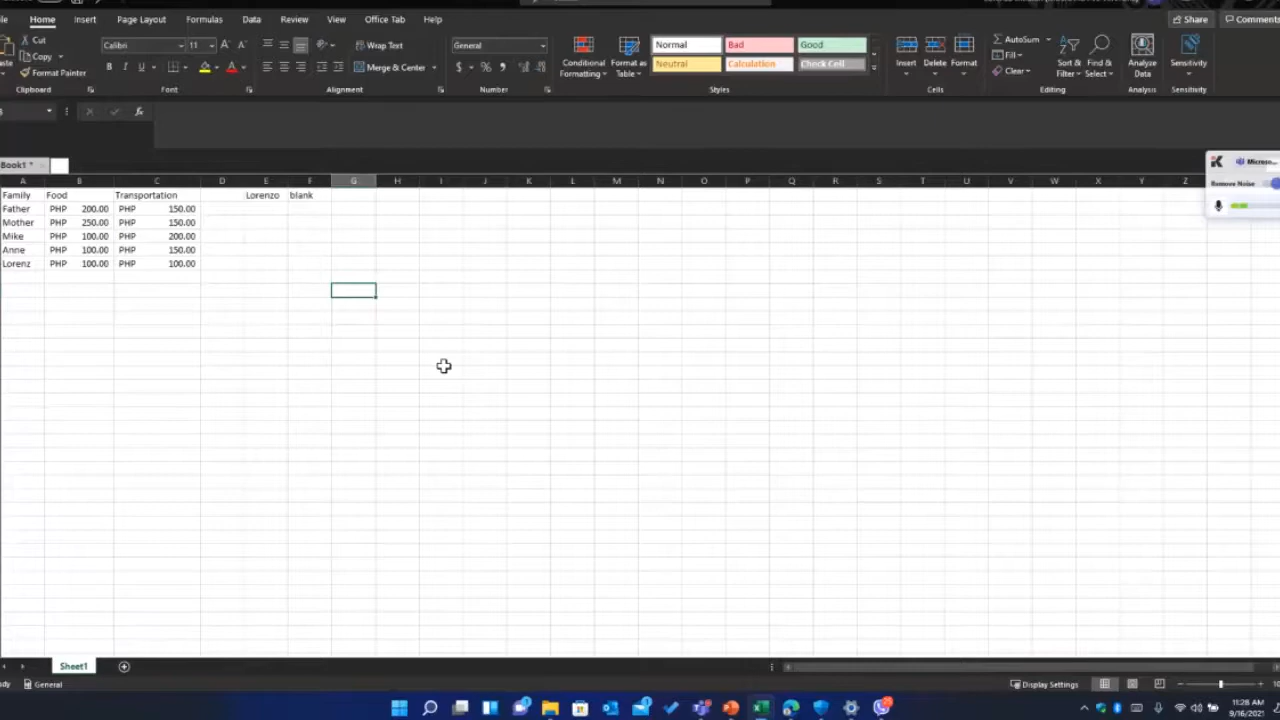 Home Insert Page Layout Formulas Data Review View Office Tab Help Share Comments
Cut
Copy
Format Painter
Clipboard
Calibri 11
Font
Wrap Text
Merge & Center
Alignment
General
Number
Conditional Formatting
Format as Table
Normal Bad Good
Neutral Calculation Check Cell
Styles
Insert Delete Format
Cells
AutoSum
Fill
Clear
Sort & Filter
Find & Select
Editing
Analyze Data
Analysis
Sensitivity
Sensitivity
Book1 *
Remove Noise
A B C D E F G H I J K L M N O P Q R S T U V W X Y Z
Family Food Transportation Lorenzo blank
Father PHP 200.00 PHP 150.00
Mother PHP 250.00 PHP 150.00
Mike PHP 100.00 PHP 200.00
Anne PHP 100.00 PHP 150.00
Lorenz PHP 100.00 PHP 100.00
Sheet1
General Display Settings
11:28 AM